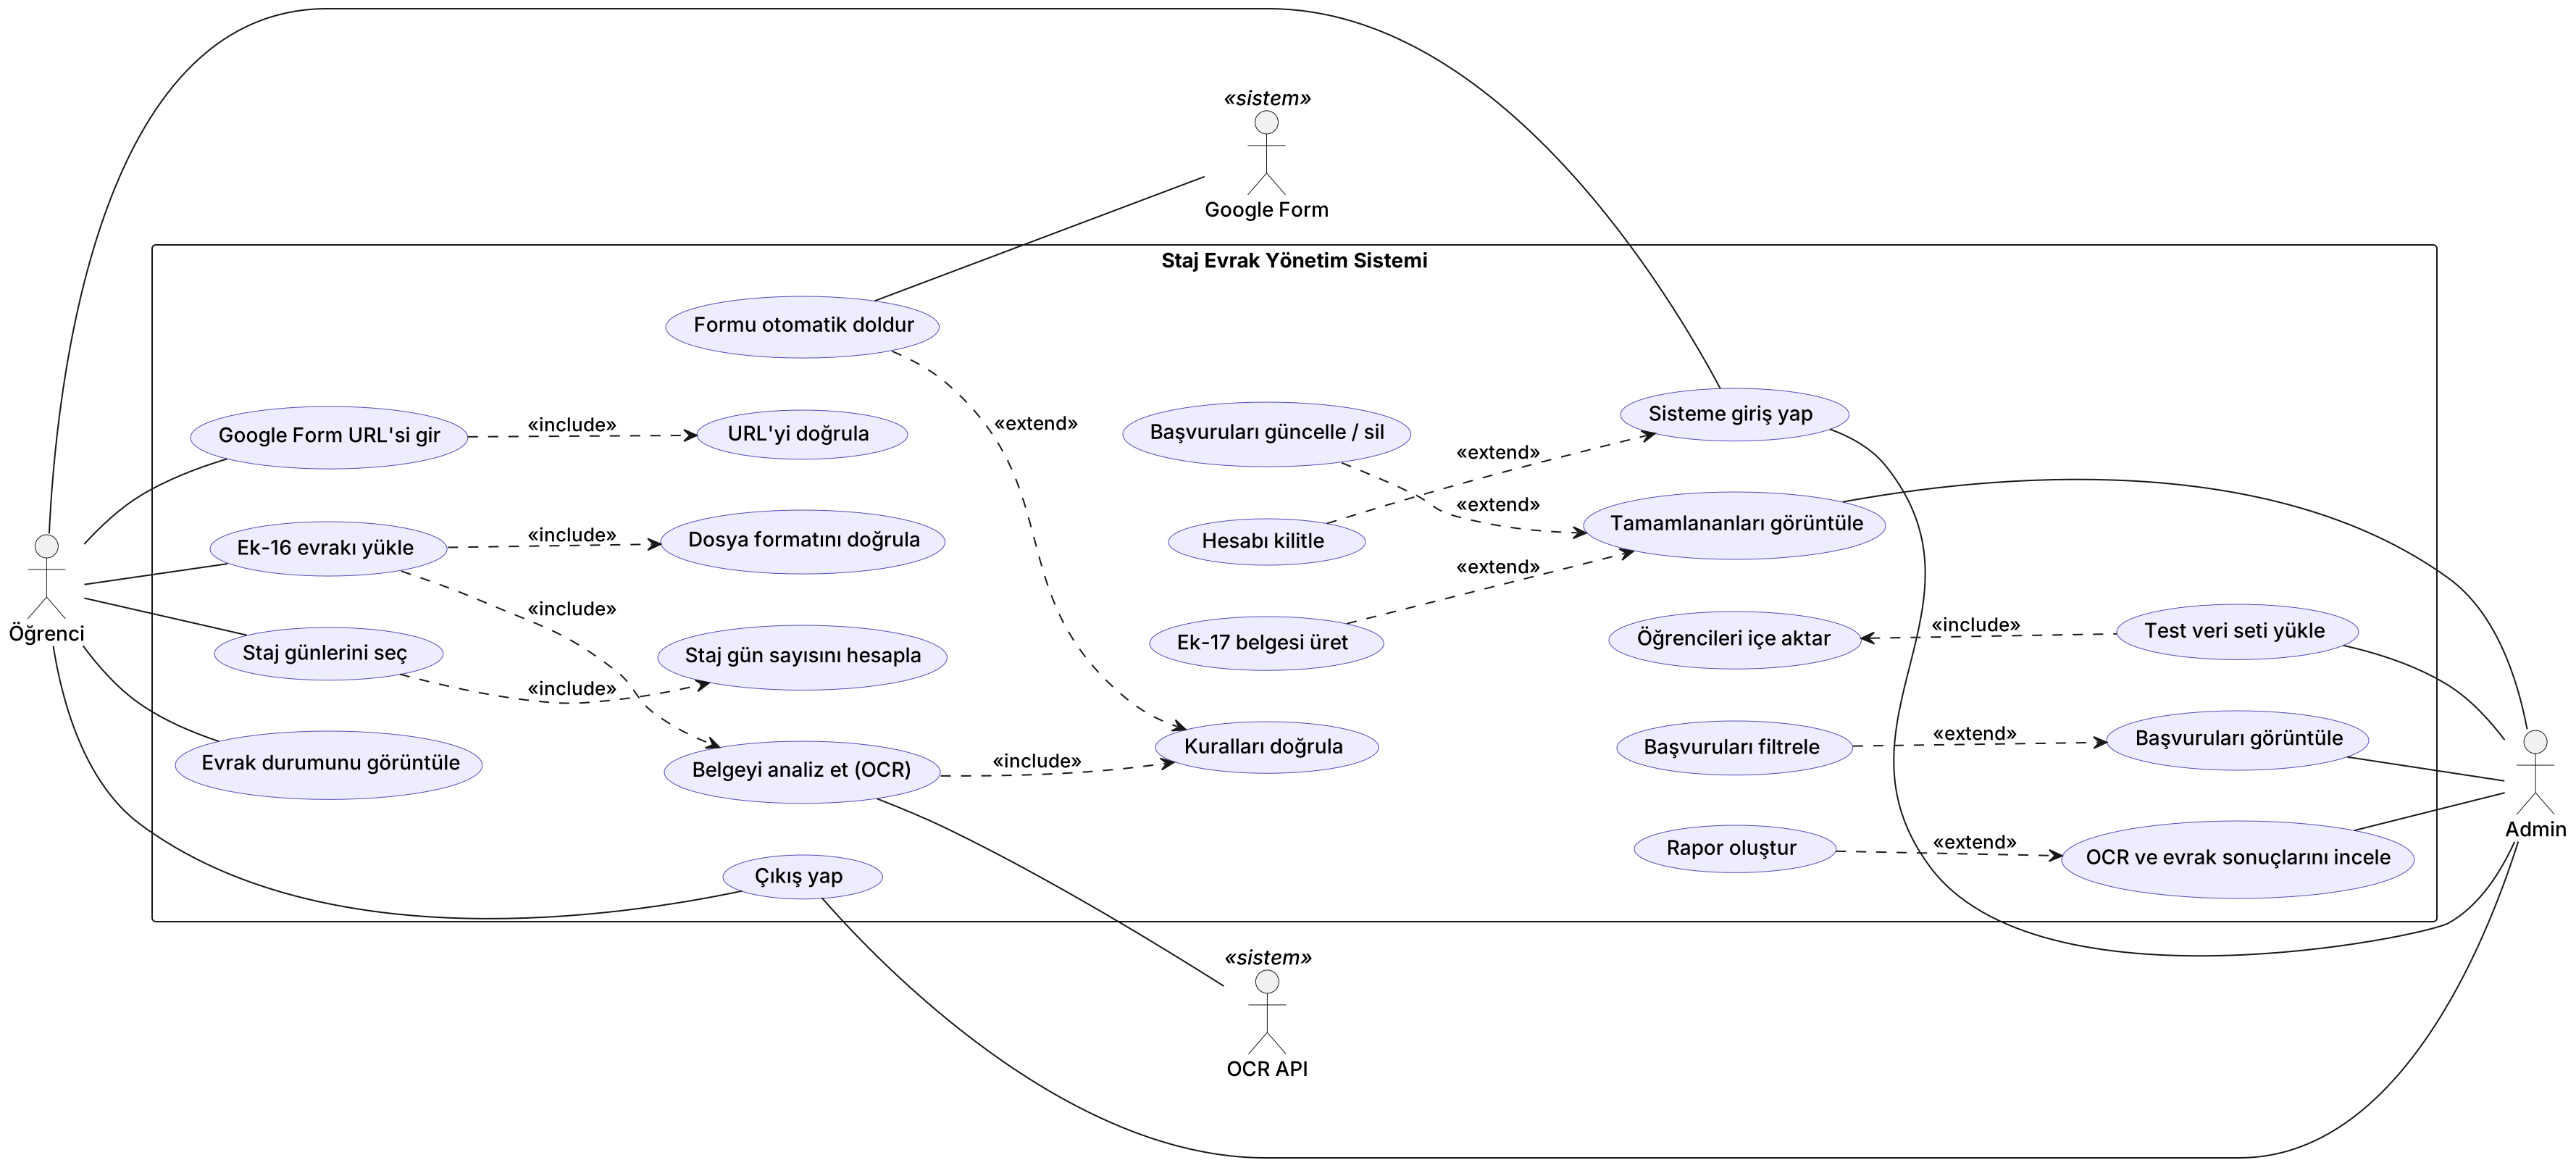 «sistem»
Google Form
Staj Evrak Yönetim Sistemi
Formu otomatik doldur
Google Form URL'si gir
«include»
URL'yi doğrula
«extend»
Başvuruları güncelle / sil
«extend»
Sisteme giriş yap
Ek-16 evrakı yükle
«include»
Dosya formatını doğrula
Hesabı kilitle
«extend»
Tamamlananları görüntüle
«include»
«extend»
Öğrenci
Staj günlerini seç
«include»
Staj gün sayısını hesapla
Ek-17 belgesi üret
Öğrencileri içe aktar
«include»
Test veri seti yükle
Evrak durumunu görüntüle
Belgeyi analiz et (OCR)
«include»
Kuralları doğrula
Başvuruları filtrele
«extend»
Başvuruları görüntüle
Admin
Rapor oluştur
«extend»
OCR ve evrak sonuçlarını incele
Çıkış yap
«sistem»
OCR API